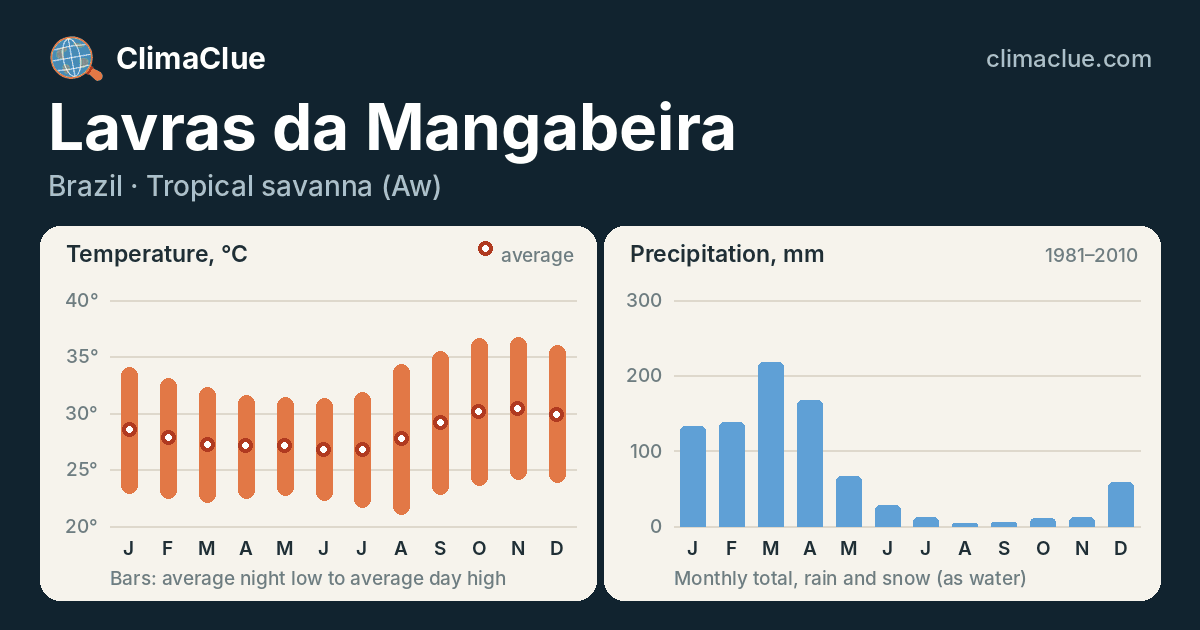 ClimaClue
climaclue.com
Lavras da Mangabeira
Brazil · Tropical savanna (Aw)
Temperature, °C
average
40°
35°
30°
25°
20°
J F M A M J J A S O N D
Bars: average night low to average day high
Precipitation, mm
1981–2010
300
200
100
0
J F M A M J J A S O N D
Monthly total, rain and snow (as water)